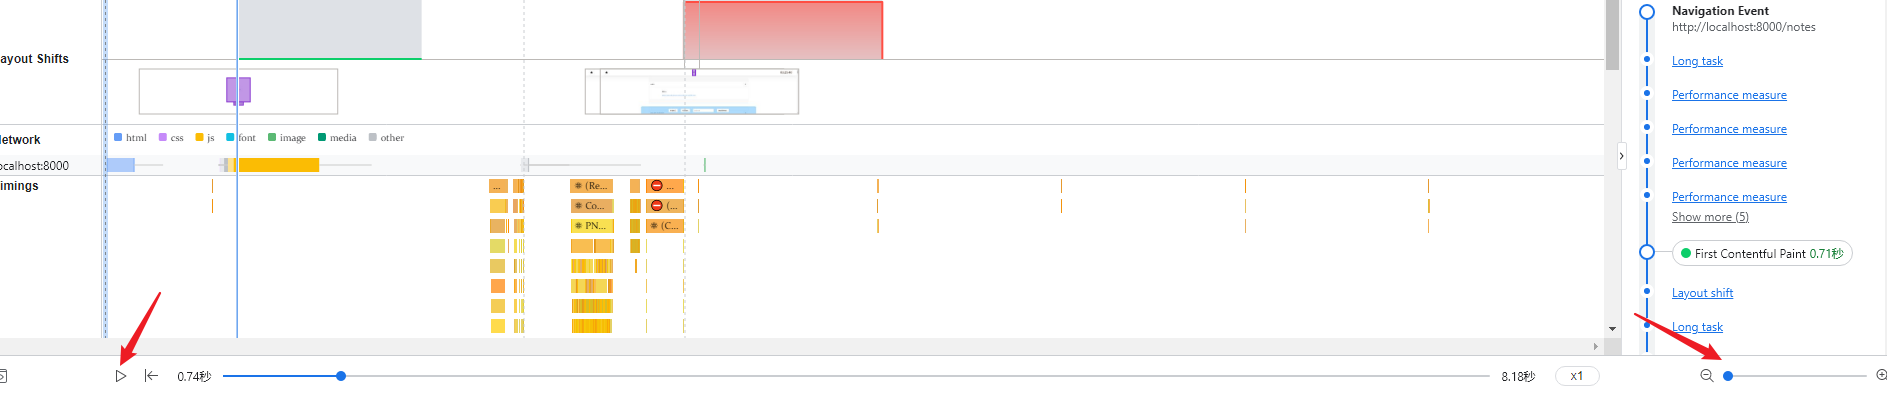 Navigation Event
http://localhost:8000/notes
ayout Shifts
Long task
Performance measure
etwork
html css js font image media other
Performance measure
ocalhost:8000
Performance measure
imings
... (Re... ...
Performance measure
Co... (...
Show more (5)
PN... (C...
First Contentful Paint 0.71秒
Layout shift
Long task
0.74秒 8.18秒 x1